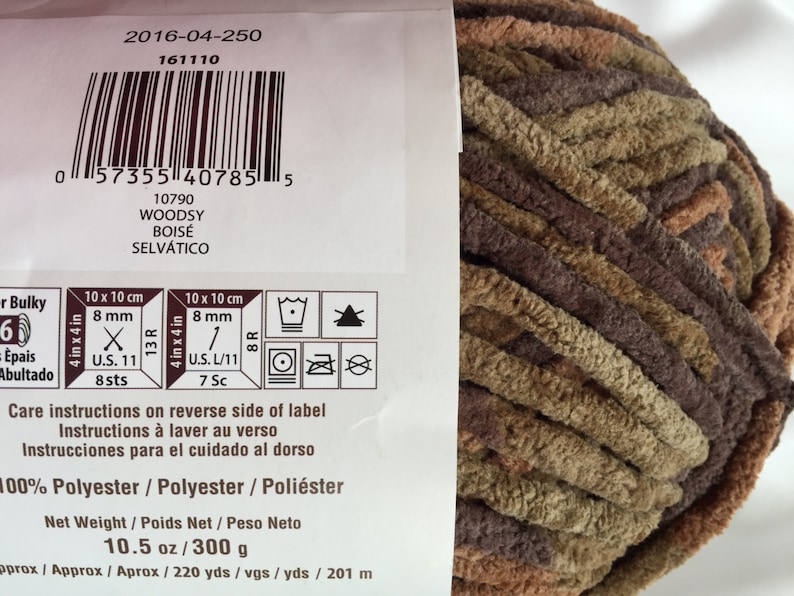 2016-04-250
161110
0 57355 40785 5
10790
WOODSY
BOISÉ
SELVÁTICO
Bulky
6
Èpais
Abultado
10 x 10 cm
4 in x 4 in
8 mm
U.S. 11
13 R
8 sts
10 x 10 cm
4 in x 4 in
8 mm
U.S. L/11
8 R
7 Sc
Care instructions on reverse side of label
Instructions à laver au verso
Instrucciones para el cuidado al dorso
100% Polyester / Polyester / Poliéster
Net Weight / Poids Net / Peso Neto
10.5 oz / 300 g
/ Approx / Aprox / 220 yds / vgs / yds / 201 m